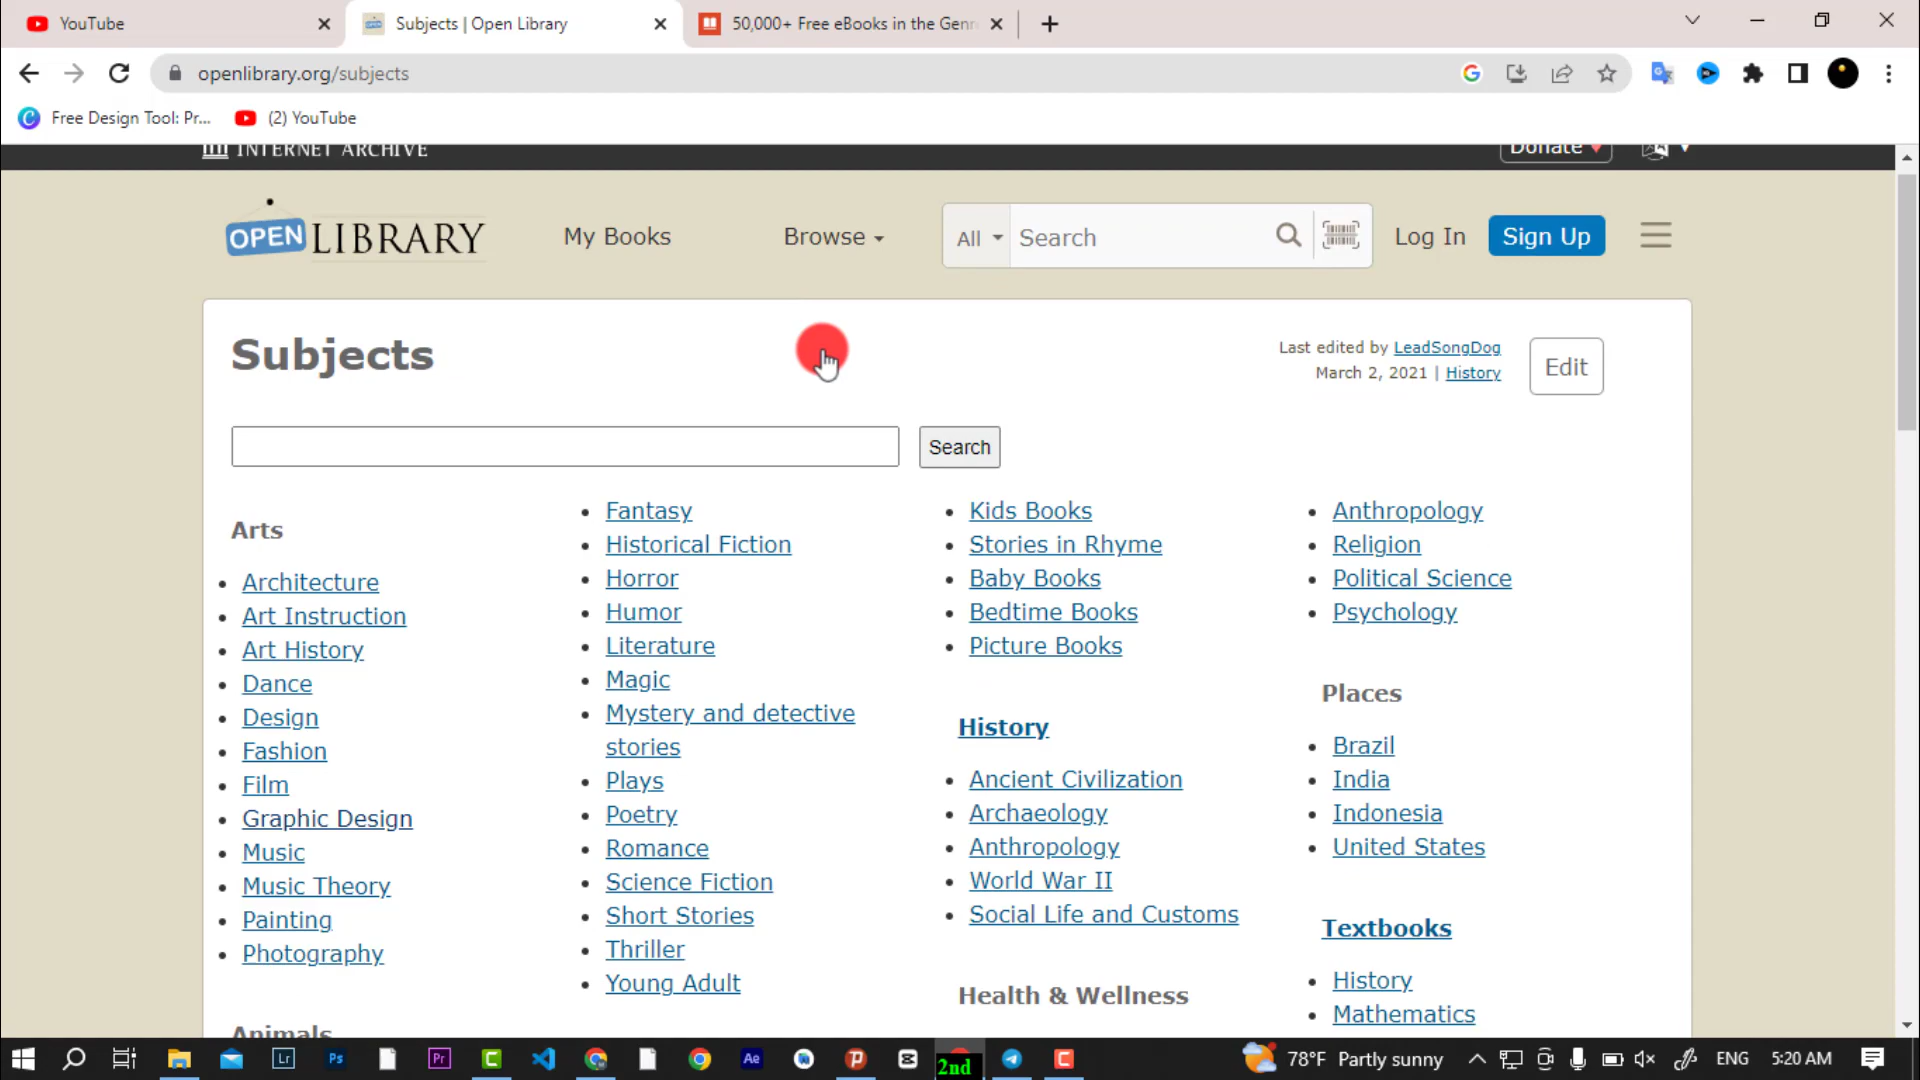 YouTube
Subjects | Open Library
50,000+ Free eBooks in the Genr
openlibrary.org/subjects
Free Design Tool: Pr...
(2) YouTube
INTERNET ARCHIVE
Donate
OPEN LIBRARY
My Books
Browse
All
Search
Log In
Sign Up
Subjects
Last edited by LeadSongDog
March 2, 2021 | History
Edit
Search
Arts
Architecture
Art Instruction
Art History
Dance
Design
Fashion
Film
Graphic Design
Music
Music Theory
Painting
Photography
Animals
Fantasy
Historical Fiction
Horror
Humor
Literature
Magic
Mystery and detective
stories
Plays
Poetry
Romance
Science Fiction
Short Stories
Thriller
Young Adult
Kids Books
Stories in Rhyme
Baby Books
Bedtime Books
Picture Books
History
Ancient Civilization
Archaeology
Anthropology
World War II
Social Life and Customs
Health & Wellness
Anthropology
Religion
Political Science
Psychology
Places
Brazil
India
Indonesia
United States
Textbooks
History
Mathematics
Lr
Ps
Pr
Ae
2nd
78°F Partly sunny
ENG
5:20 AM